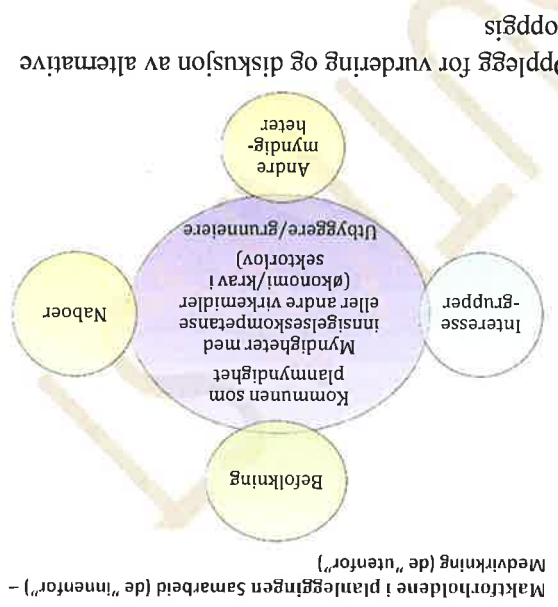 Maktforholdene i planleggingen Samarbeid (de "innenfor") –
Medvirkning (de "utenfor")
Befolkning
Interesse
-grupper
Kommunen som
planmyndighet
Myndigheter med
innsigelseskompetanse
eller andre virkemidler
(økonomi/krav i
sektorlov)
Utbyggere/grunneiere
Naboer
Andre
myndig-
heter
Opplegg for vurdering og diskusjon av alternative
oppgis